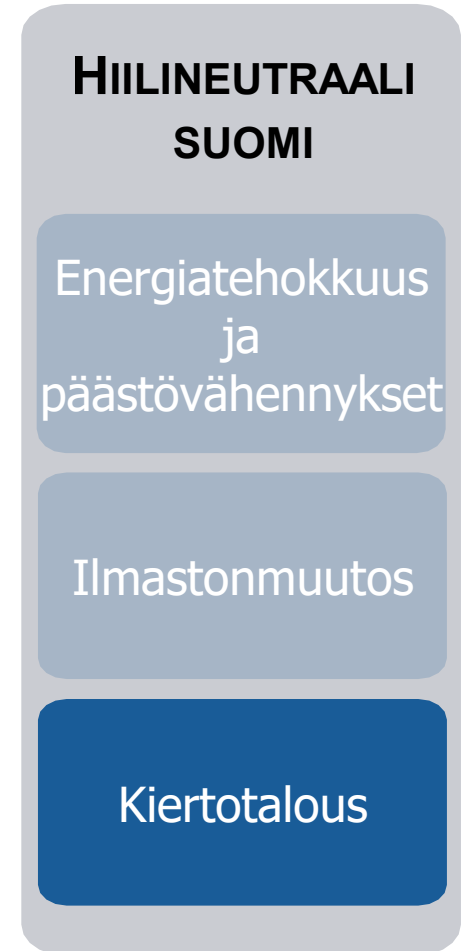 HIILINEUTRAALI
SUOMI
Energiatehokkuus
ja
päästövähennykset
Ilmastonmuutos
Kiertotalous